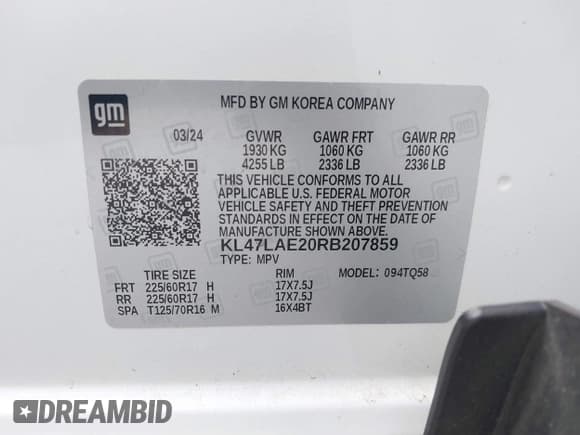 gm
MFD BY GM KOREA COMPANY
03/24 GVWR GAWR FRT GAWR RR
1930 KG 1060 KG 1060 KG
4255 LB 2336 LB 2336 LB
THIS VEHICLE CONFORMS TO ALL
APPLICABLE U.S. FEDERAL MOTOR
VEHICLE SAFETY AND THEFT PREVENTION
STANDARDS IN EFFECT ON THE DATE OF
MANUFACTURE SHOWN ABOVE.
KL47LAE20RB207859
TYPE: MPV MODEL: 094TQ58
TIRE SIZE RIM
FRT 225/60R17 H 17X7.5J
RR 225/60R17 H 17X7.5J
SPA T125/70R16 M 16X4BT
DREAMBID